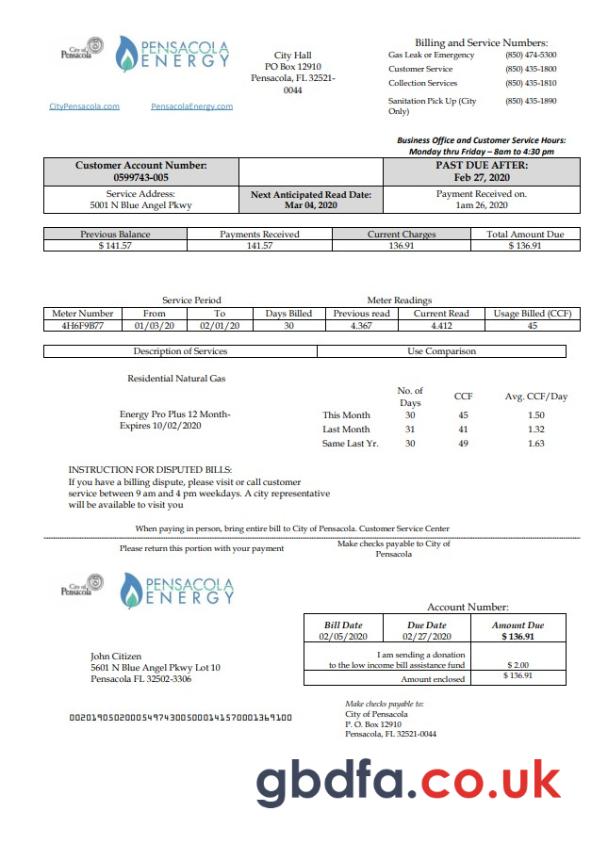 City of
Pensacola
PENSACOLA
ENERGY
CityPensacola.com PensacolaEnergy.com
City Hall
PO Box 12910
Pensacola, FL 32521-
0044
Billing and Service Numbers:
Gas Leak or Emergency (850) 474-5300
Customer Service (850) 435-1800
Collection Services (850) 435-1810
Sanitation Pick Up (City (850) 435-1890
Only)
Business Office and Customer Service Hours:
Monday thru Friday – 8am to 4:30 pm
Customer Account Number:
0599743-005
PAST DUE AFTER:
Feb 27, 2020
Service Address:
5001 N Blue Angel Pkwy
Next Anticipated Read Date:
Mar 04, 2020
Payment Received on.
1am 26, 2020
Previous Balance Payments Received Current Charges Total Amount Due
$ 141.57 141.57 136.91 $ 136.91
Service Period Meter Readings
Meter Number From To Days Billed Previous read Current Read Usage Billed (CCF)
4H6F9B77 01/03/20 02/01/20 30 4.367 4.412 45
Description of Services Use Comparison
Residential Natural Gas
Energy Pro Plus 12 Month-
Expires 10/02/2020
No. of
Days CCF Avg. CCF/Day
This Month 30 45 1.50
Last Month 31 41 1.32
Same Last Yr. 30 49 1.63
INSTRUCTION FOR DISPUTED BILLS:
If you have a billing dispute, please visit or call customer
service between 9 am and 4 pm weekdays. A city representative
will be available to visit you
When paying in person, bring entire bill to City of Pensacola. Customer Service Center
Please return this portion with your payment
Make checks payable to City of
Pensacola
City of
Pensacola
PENSACOLA
ENERGY
Account Number:
Bill Date Due Date Amount Due
02/05/2020 02/27/2020 $ 136.91
I am sending a donation
to the low income bill assistance fund $ 2.00
Amount enclosed $ 136.91
John Citizen
5601 N Blue Angel Pkwy Lot 10
Pensacola FL 32502-3306
002019050200054974300500014157000​1369100
Make checks payable to:
City of Pensacola
P. O. Box 12910
Pensacola, FL 32521-0044
gbdfa.co.uk